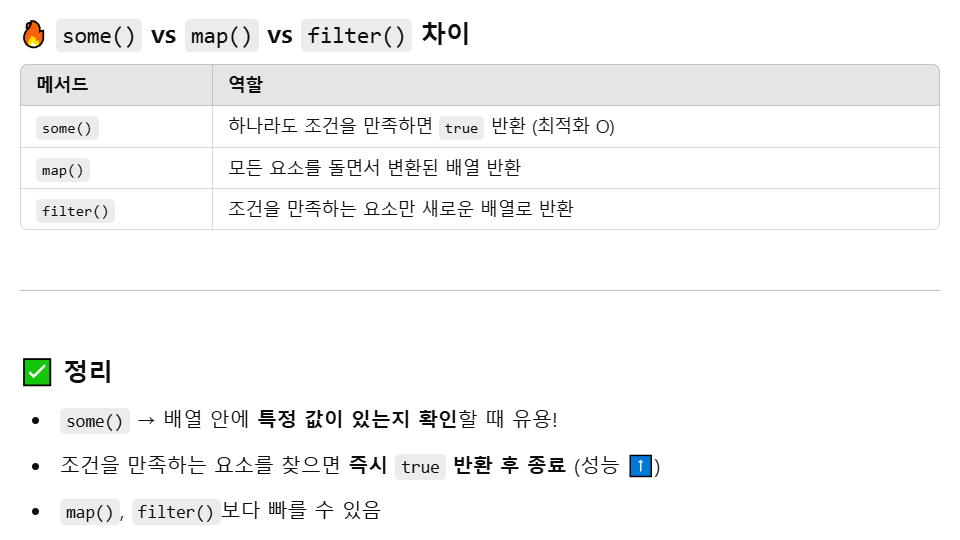 🔥 some() vs map() vs filter() 차이
메서드 역할
some() 하나라도 조건을 만족하면 true 반환 (최적화 O)
map() 모든 요소를 돌면서 변환된 배열 반환
filter() 조건을 만족하는 요소만 새로운 배열로 반환
✅ 정리
• some() → 배열 안에 특정 값이 있는지 확인할 때 유용!
• 조건을 만족하는 요소를 찾으면 즉시 true 반환 후 종료 (성능 ⬆️)
• map(), filter()보다 빠를 수 있음